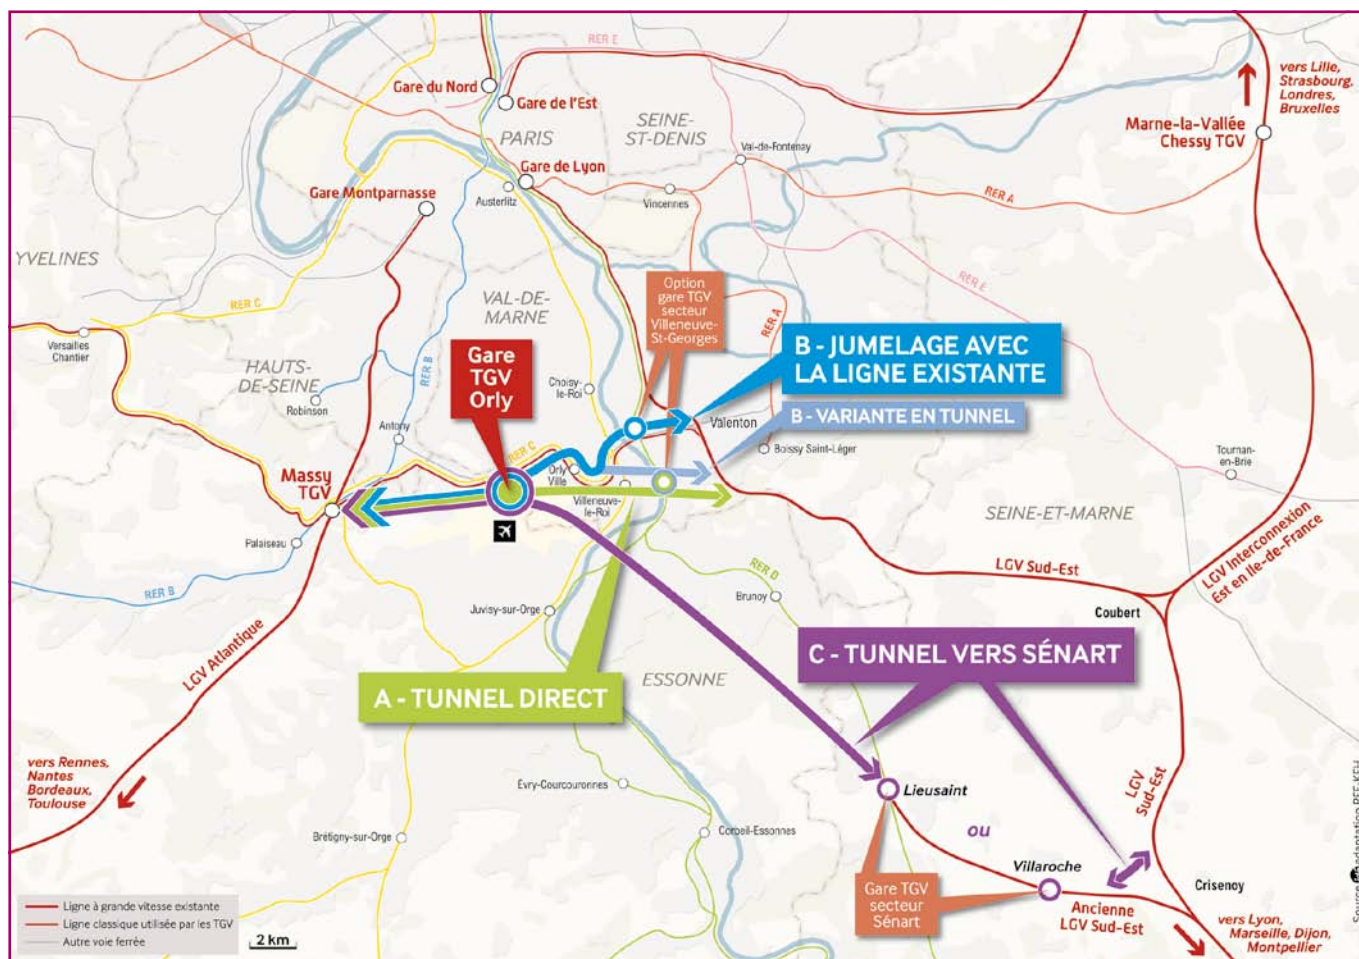 RER E
vers Lille,
Strasbourg,
Londres,
Bruxelles
Gare du Nord
Gare de l'Est
SEINE-
ST-DENIS
PARIS
Marne-la-Vallée
Chessy TGV
Val-de-Fontenay
Gare de Lyon
Gare Montparnasse
Austerlitz
Vincennes
RER A
YVELINES
RER E
Option
gare TGV
secteur
Villeneuve-
St-Georges
RER C
VAL-DE-
MARNE
RER A
Versailles
Chantier
HAUTS-
DE-SEINE
RER B
Gare
TGV
Orly
B - JUMELAGE AVEC
LA LIGNE EXISTANTE
Choisy-
le-Roi
Robinson
B - VARIANTE EN TUNNEL
Antony
Valenton
RER C
Boissy Saint-Léger
Tournan-
en-Brie
Massy
TGV
Orly
Ville
Villeneuve-
le-Roi
SEINE-ET-MARNE
Palaiseau
RER B
RER D
LGV Sud-Est
LGV Interconnexion
Est en Ile-de-France
Brunoy
Juvisy-sur-Orge
Coubert
LGV Atlantique
C - TUNNEL VERS SÉNART
ESSONNE
A - TUNNEL DIRECT
vers Rennes,
Nantes
Bordeaux,
Toulouse
Évry-Courcouronnes
Lieusaint
LGV
Sud-Est
Brétigny-sur-Orge
Corbeil-Essonnes
ou
Villaroche
Crisenoy
Gare TGV
secteur
Sénart
Ancienne
LGV Sud-Est
vers Lyon,
Marseille, Dijon,
Montpellier
Ligne à grande vitesse existante
Ligne classique utilisée par les TGV
Autre voie ferrée
2 km
Source
adaptation RFF KFH